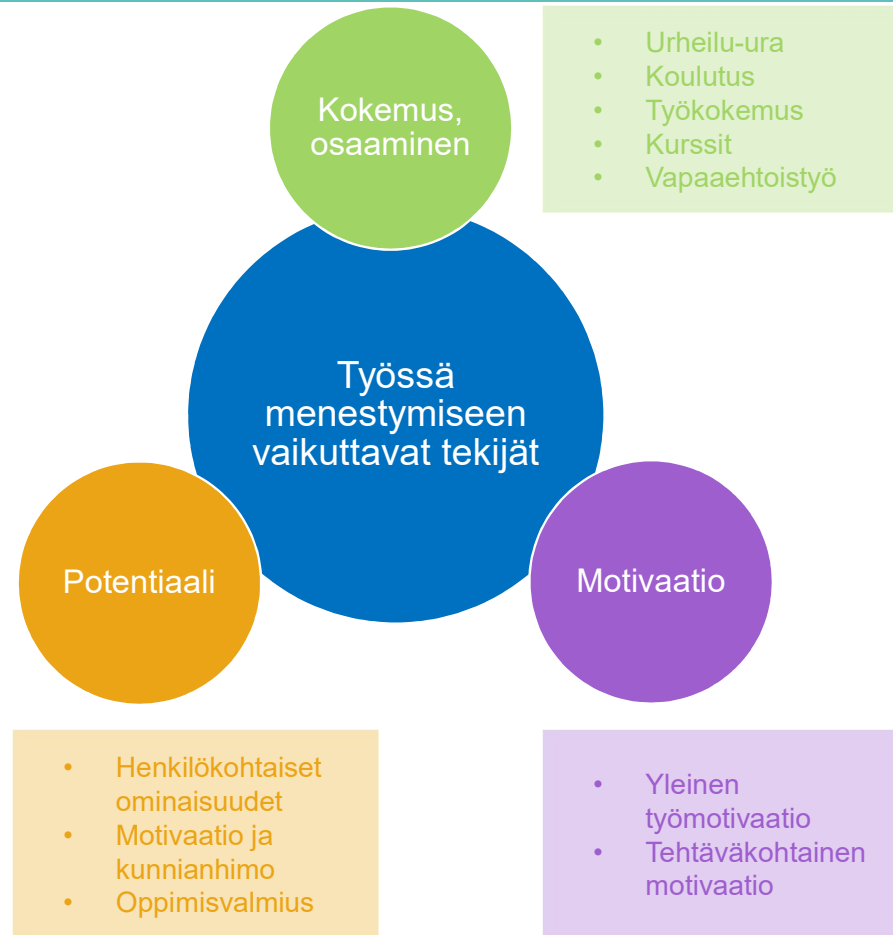 Kokemus,
osaaminen
• Urheilu-ura
• Koulutus
• Työkokemus
• Kurssit
• Vapaaehtoistyö
Työssä
menestymiseen
vaikuttavat tekijät
Potentiaali
Motivaatio
• Henkilökohtaiset
ominaisuudet
• Motivaatio ja
kunnianhimo
• Oppimisvalmius
• Yleinen
työmotivaatio
• Tehtäväkohtainen
motivaatio